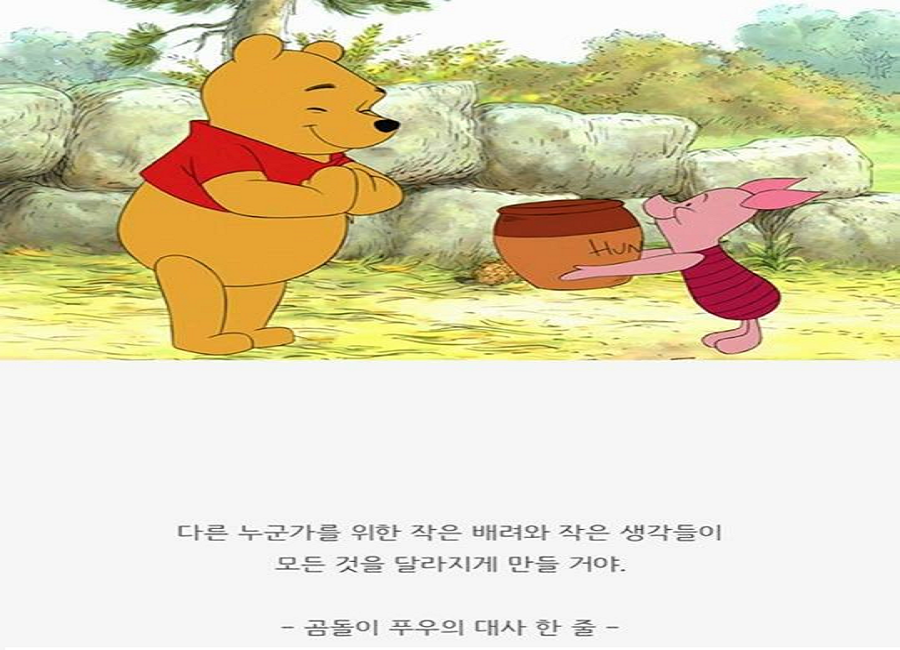 HUN
다른 누군가를 위한 작은 배려와 작은 생각들이
모든 것을 달라지게 만들 거야.
- 곰돌이 푸우의 대사 한 줄 -